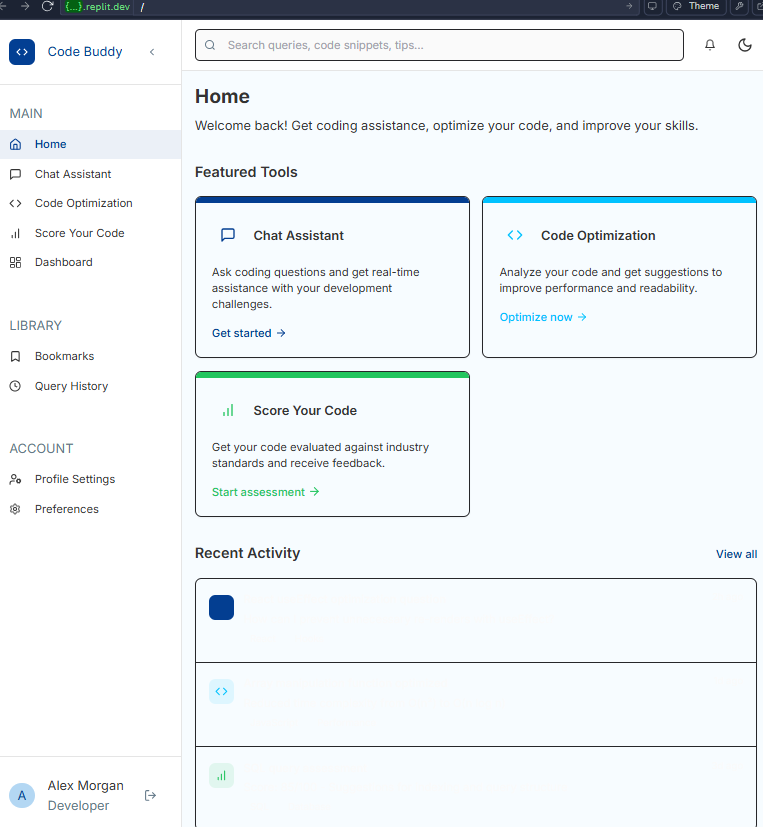 {...}.replit.dev /
Theme
Code Buddy
Search queries, code snippets, tips...
MAIN
Home
Chat Assistant
Code Optimization
Score Your Code
Dashboard
LIBRARY
Bookmarks
Query History
ACCOUNT
Profile Settings
Preferences
A
Alex Morgan
Developer
Home
Welcome back! Get coding assistance, optimize your code, and improve your skills.
Featured Tools
Chat Assistant
Ask coding questions and get real-time
assistance with your development
challenges.
Get started
Code Optimization
Analyze your code and get suggestions to
improve performance and readability.
Optimize now
Score Your Code
Get your code evaluated against industry
standards and receive feedback.
Start assessment
Recent Activity
View all